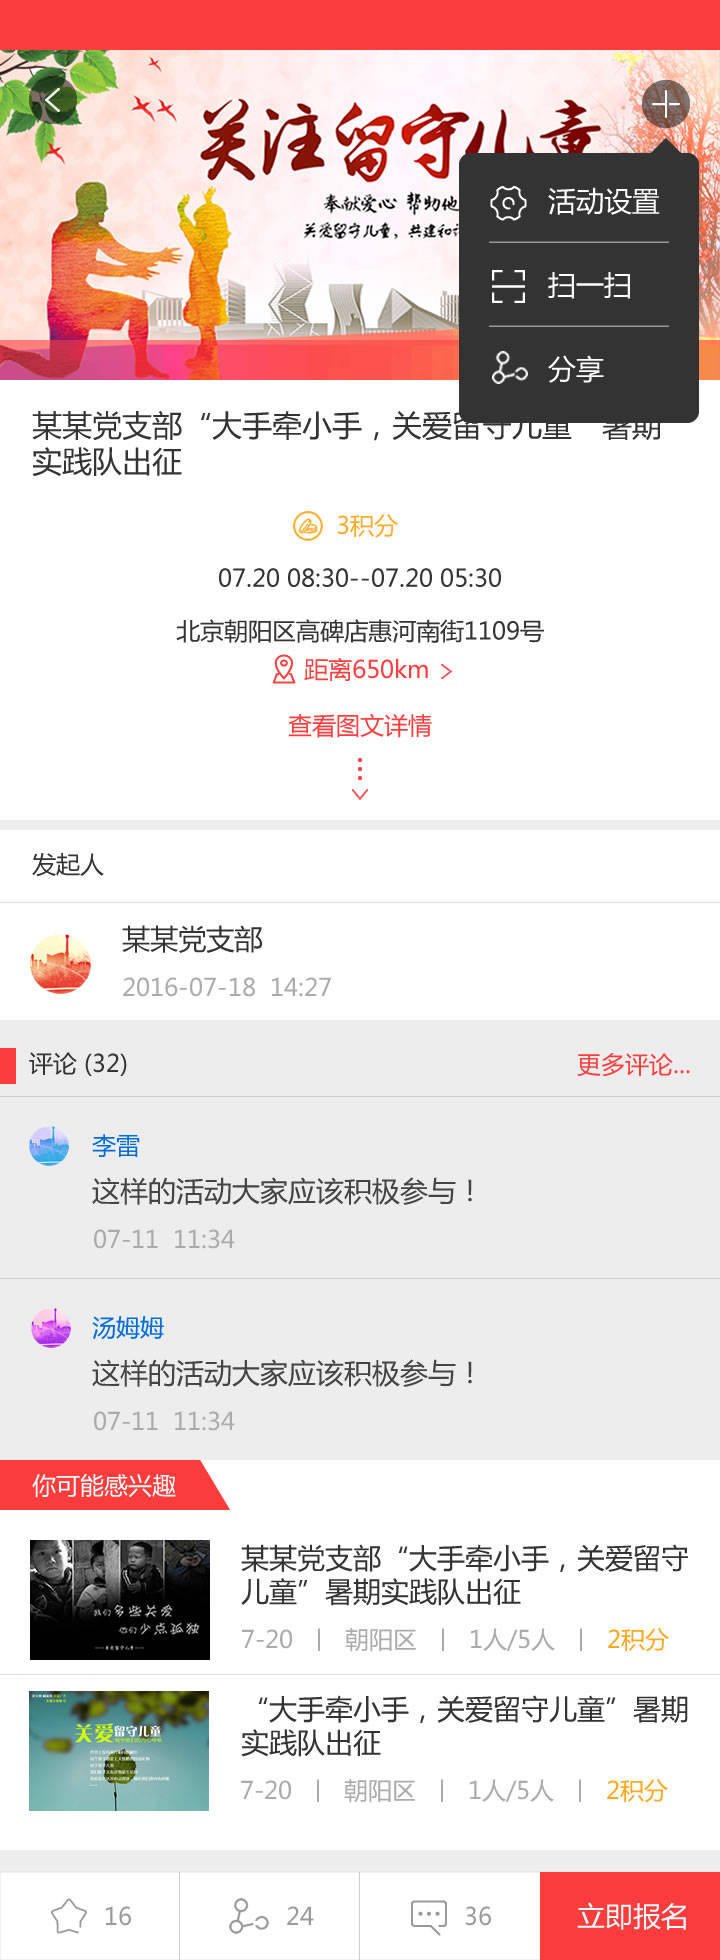 关注留守儿童
奉献爱心 帮助他
关爱留守儿童，共建和
活动设置
扫一扫
分享
某某党支部“大手牵小手，关爱留守儿童”暑期
实践队出征
3积分
07.20 08:30--07.20 05:30
北京朝阳区高碑店惠河南街1109号
距离650km >
查看图文详情
发起人
某某党支部
2016-07-18 14:27
评论 (32)
更多评论...
李雷
这样的活动大家应该积极参与！
07-11 11:34
汤姆姆
这样的活动大家应该积极参与！
07-11 11:34
你可能感兴趣
我们多些关爱
他们少点孤独
某某党支部“大手牵小手，关爱留守
儿童”暑期实践队出征
7-20 | 朝阳区 | 1人/5人 | 2积分
关爱留守儿童
“大手牵小手，关爱留守儿童”暑期
实践队出征
7-20 | 朝阳区 | 1人/5人 | 2积分
16
24
36
立即报名